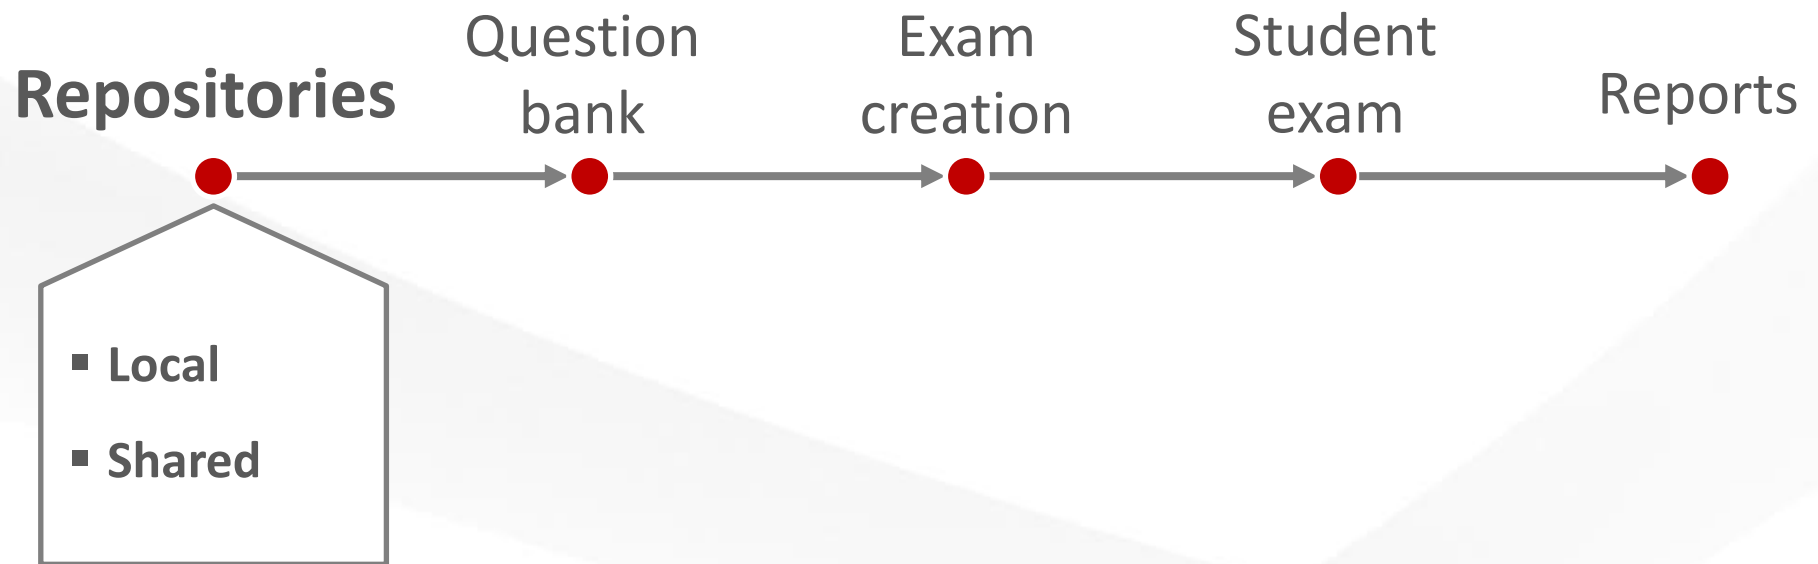 Repositories
Question
bank
Exam
creation
Student
exam
Reports
▪ Local
▪ Shared